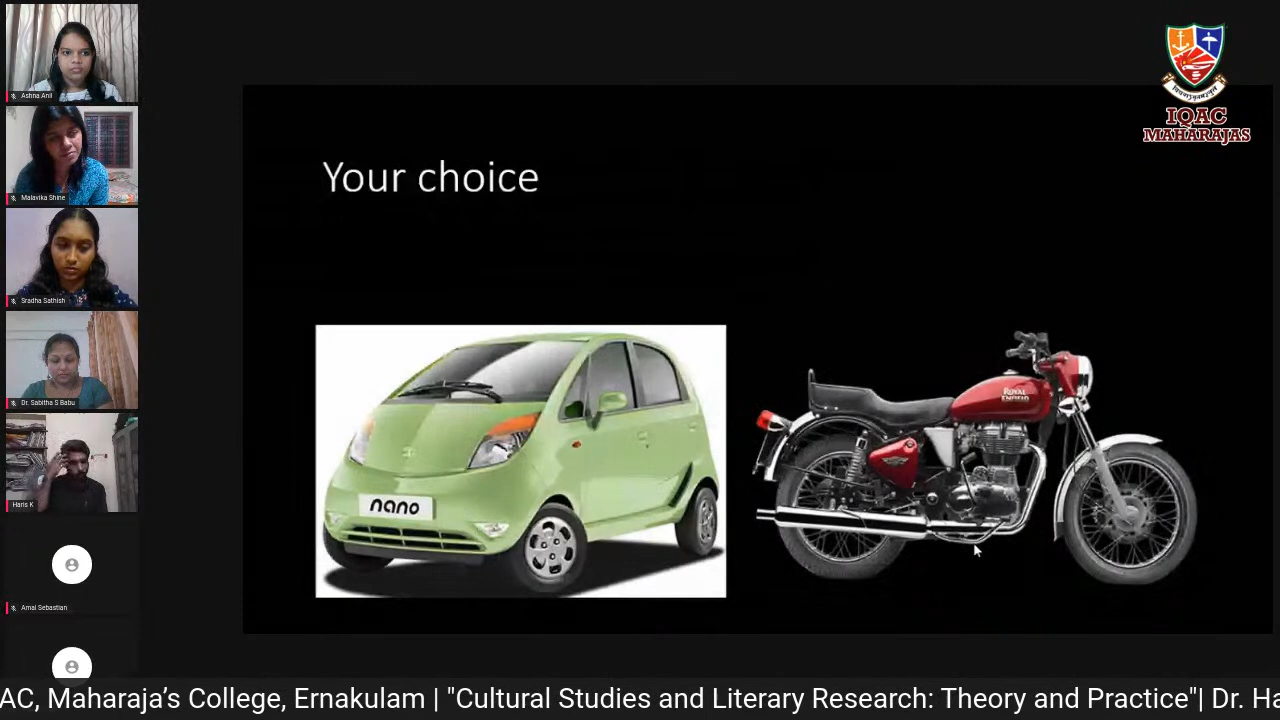 Ashna Anil
Malavika Shine
Sradha Sathish
Dr. Sabitha S Babu
Haris K
Amal Sebastian
IQAC
MAHARAJAS
Your choice
nano
ROYAL
ENFIELD
AC, Maharaja’s College, Ernakulam | "Cultural Studies and Literary Research: Theory and Practice"| Dr. Ha